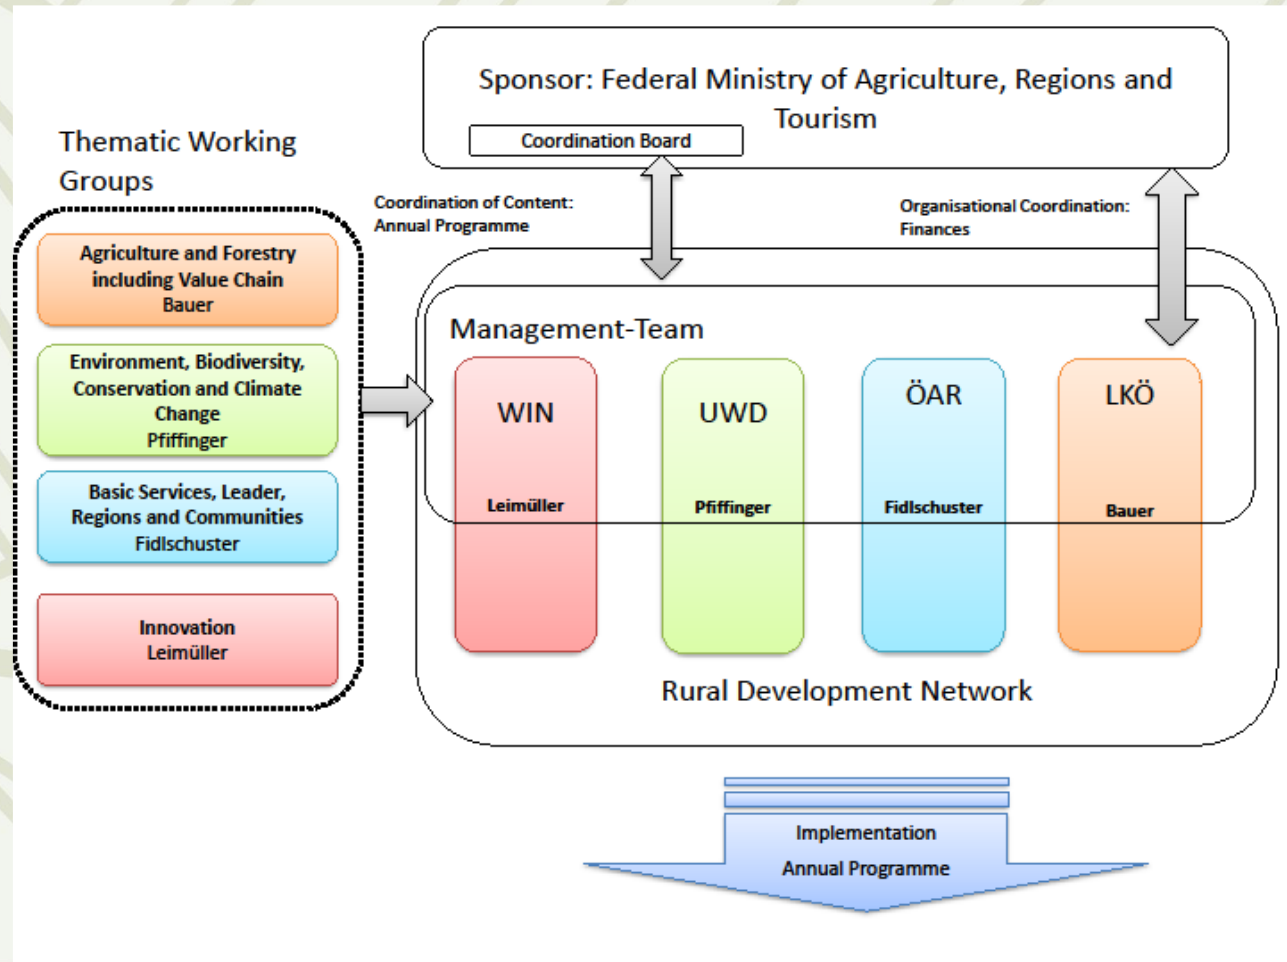 Sponsor: Federal Ministry of Agriculture, Regions and
Tourism
Coordination Board
Thematic Working
Groups
Coordination of Content:
Annual Programme
Organisational Coordination:
Finances
Agriculture and Forestry
including Value Chain
Bauer
Environment, Biodiversity,
Conservation and Climate
Change
Pfiffinger
Basic Services, Leader,
Regions and Communities
Fidlschuster
Innovation
Leimüller
Management-Team
WIN
Leimüller
UWD
Pfiffinger
ÖAR
Fidlschuster
LKÖ
Bauer
Rural Development Network
Implementation
Annual Programme